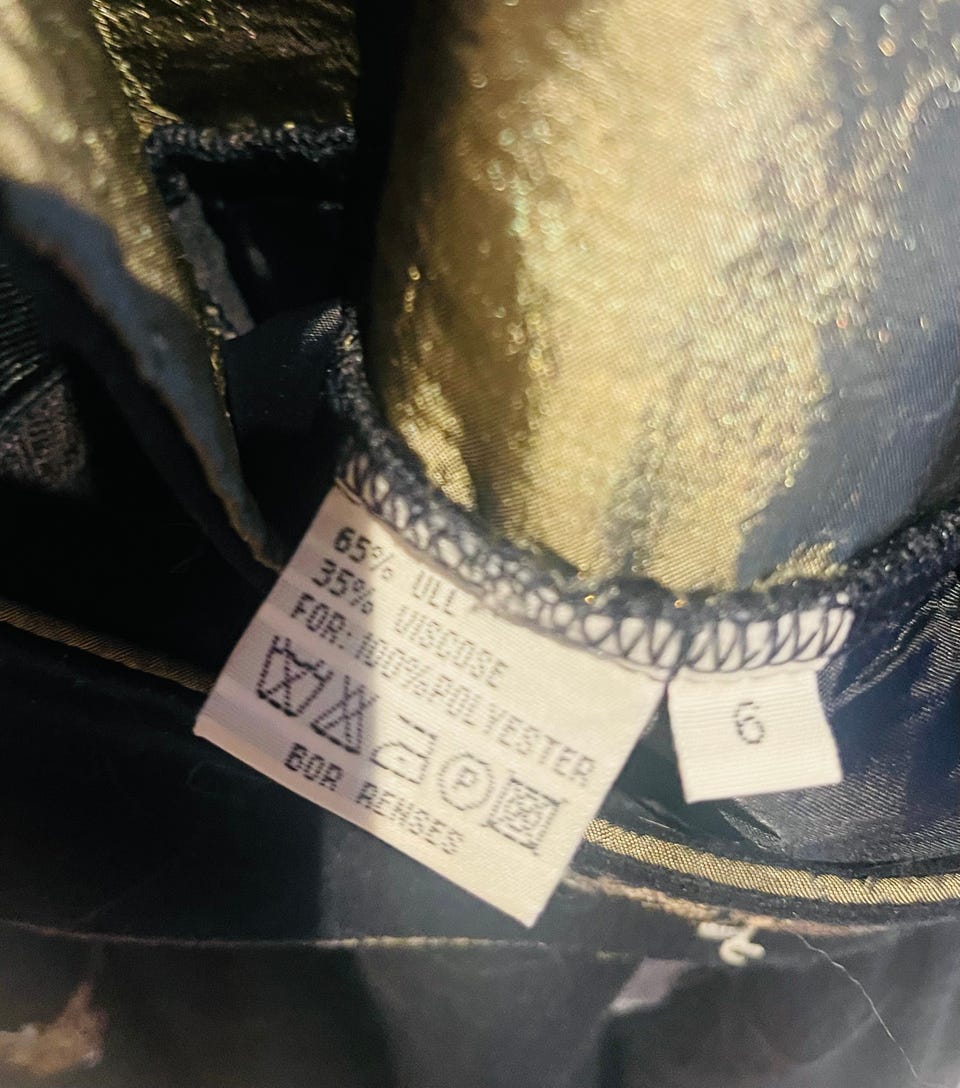 65% ULL
35% VISCOSE
FOR: 100%POLYESTER
P
BØR RENSES
6